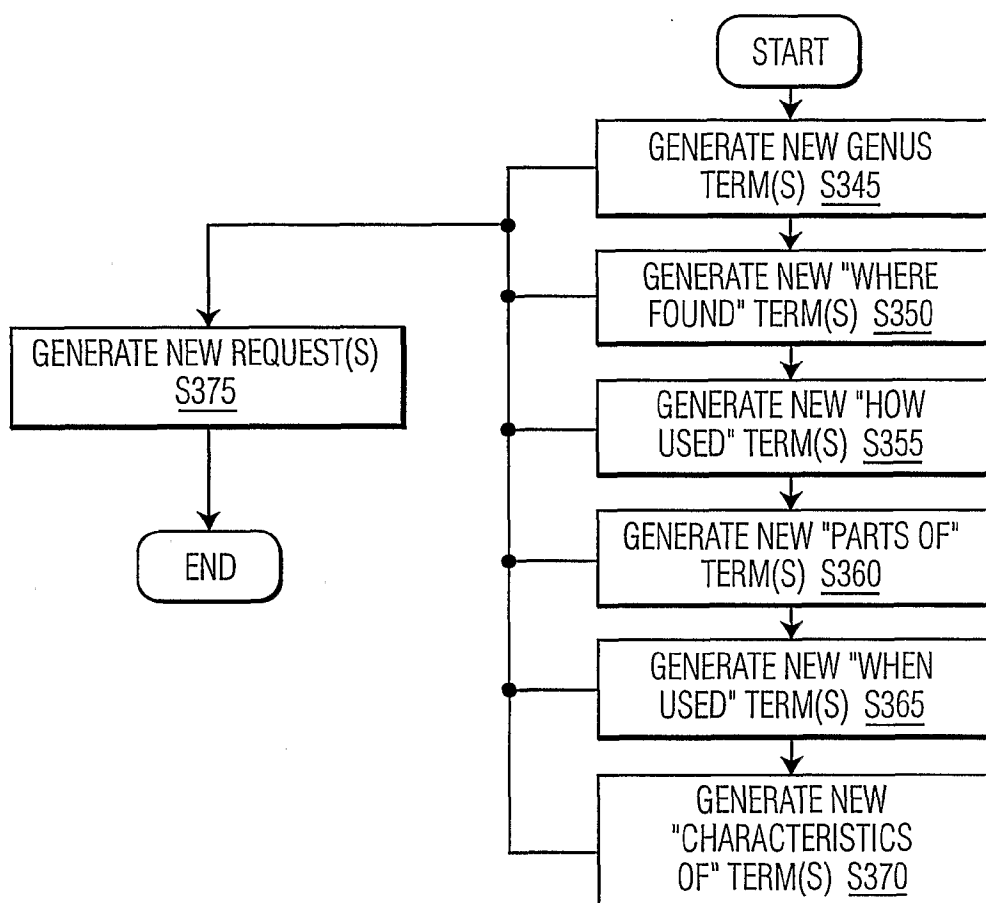 START
GENERATE NEW GENUS
TERM(S) S345
GENERATE NEW "WHERE
FOUND" TERM(S) S350
GENERATE NEW REQUEST(S)
S375
GENERATE NEW "HOW
USED" TERM(S) S355
GENERATE NEW "PARTS OF"
TERM(S) S360
END
GENERATE NEW "WHEN
USED" TERM(S) S365
GENERATE NEW
"CHARACTERISTICS
OF" TERM(S) S370